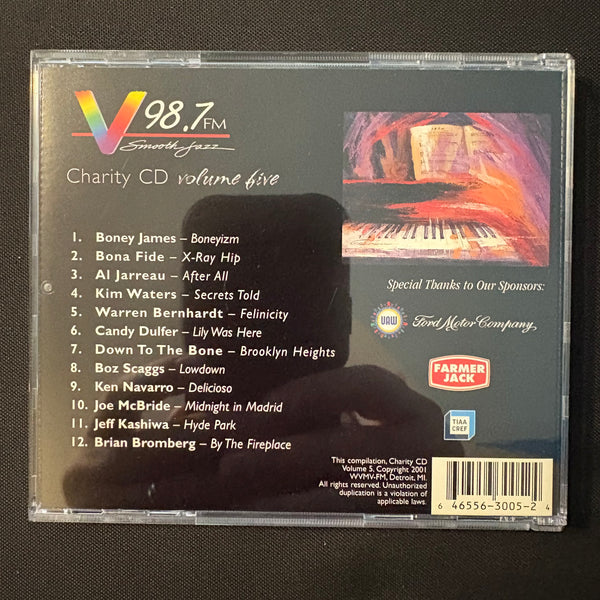 V 98.7 FM
Smooth Jazz
Charity CD volume five
1. Boney James – Boneyizm
2. Bona Fide – X-Ray Hip
3. Al Jarreau – After All
4. Kim Waters – Secrets Told
5. Warren Bernhardt – Felinicity
6. Candy Dulfer – Lily Was Here
7. Down To The Bone – Brooklyn Heights
8. Boz Scaggs – Lowdown
9. Ken Navarro – Delicioso
10. Joe McBride – Midnight in Madrid
11. Jeff Kashiwa – Hyde Park
12. Brian Bromberg – By The Fireplace
Special Thanks to Our Sponsors:
UAW Ford Motor Company
FARMER
JACK
TIAA
CREF
This compilation, Charity CD
Volume 5, Copyright 2001
WVMV-FM, Detroit, MI.
All rights reserved. Unauthorized
duplication is a violation of
applicable laws.
6 46556-3005-2 4